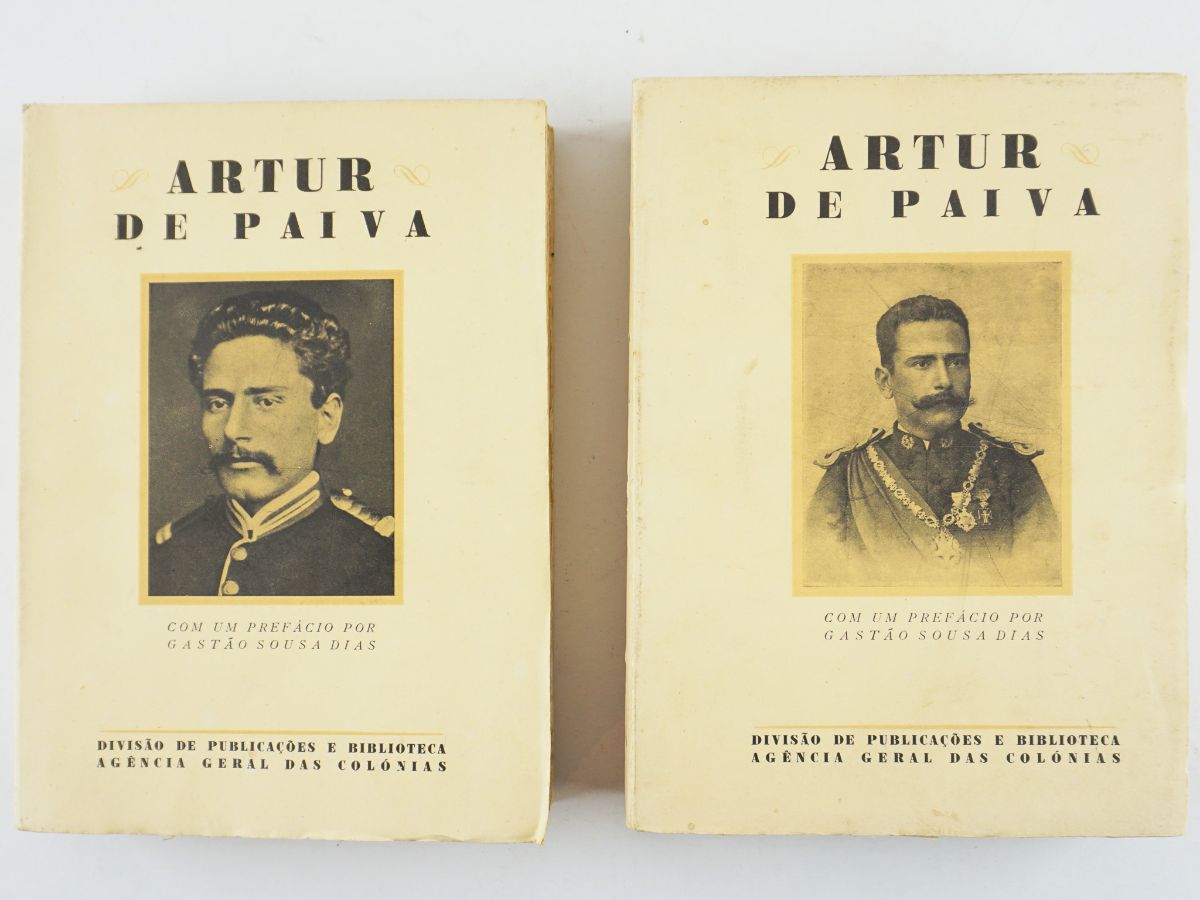 ARTUR
DE PAIVA
COM UM PREFÁCIO POR
GASTÃO SOUSA DIAS
DIVISÃO DE PUBLICAÇÕES E BIBLIOTECA
AGÊNCIA GERAL DAS COLÓNIAS
ARTUR
DE PAIVA
COM UM PREFÁCIO POR
GASTÃO SOUSA DIAS
DIVISÃO DE PUBLICAÇÕES E BIBLIOTECA
AGÊNCIA GERAL DAS COLÓNIAS